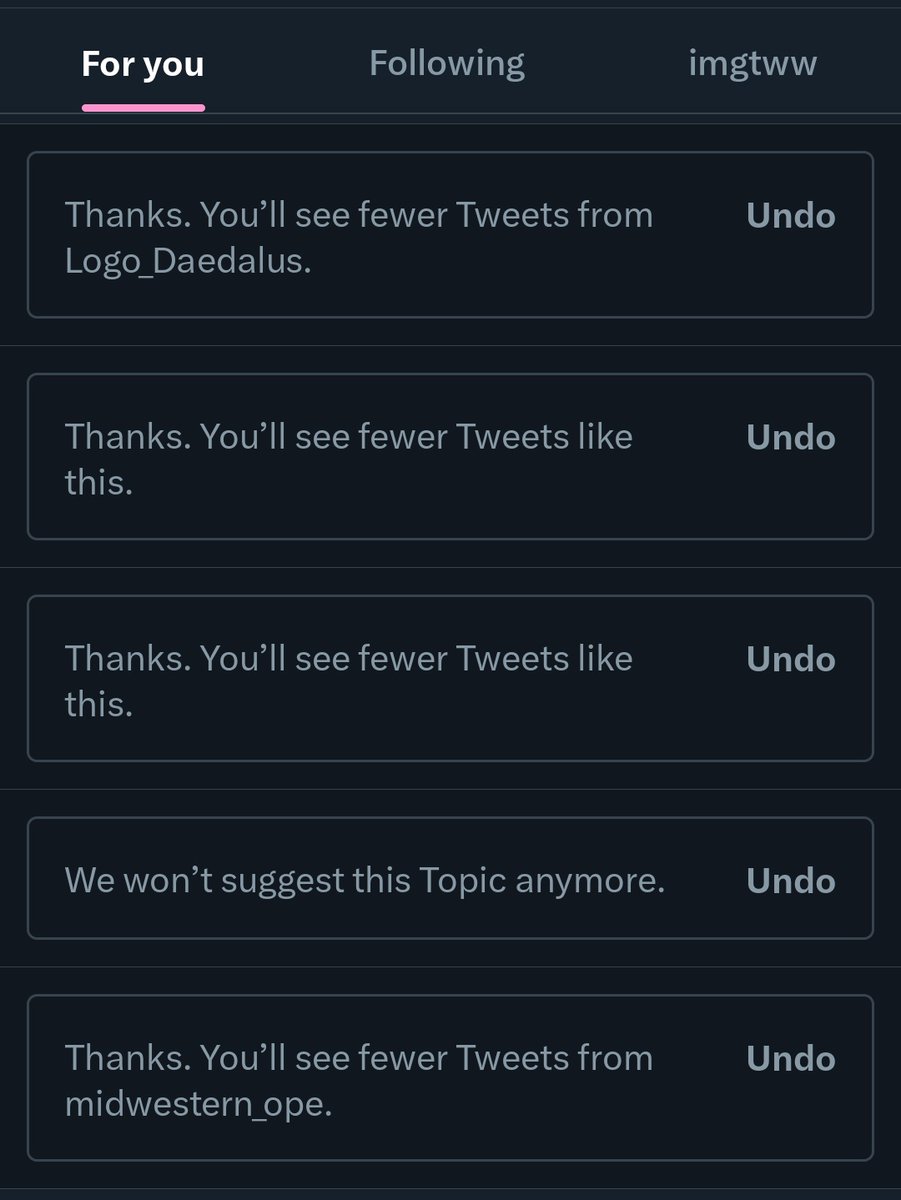 For you Following imgtww
Thanks. You’ll see fewer Tweets from Undo
Logo_Daedalus.
Thanks. You’ll see fewer Tweets like Undo
this.
Thanks. You’ll see fewer Tweets like Undo
this.
We won’t suggest this Topic anymore. Undo
Thanks. You’ll see fewer Tweets from Undo
midwestern_ope.